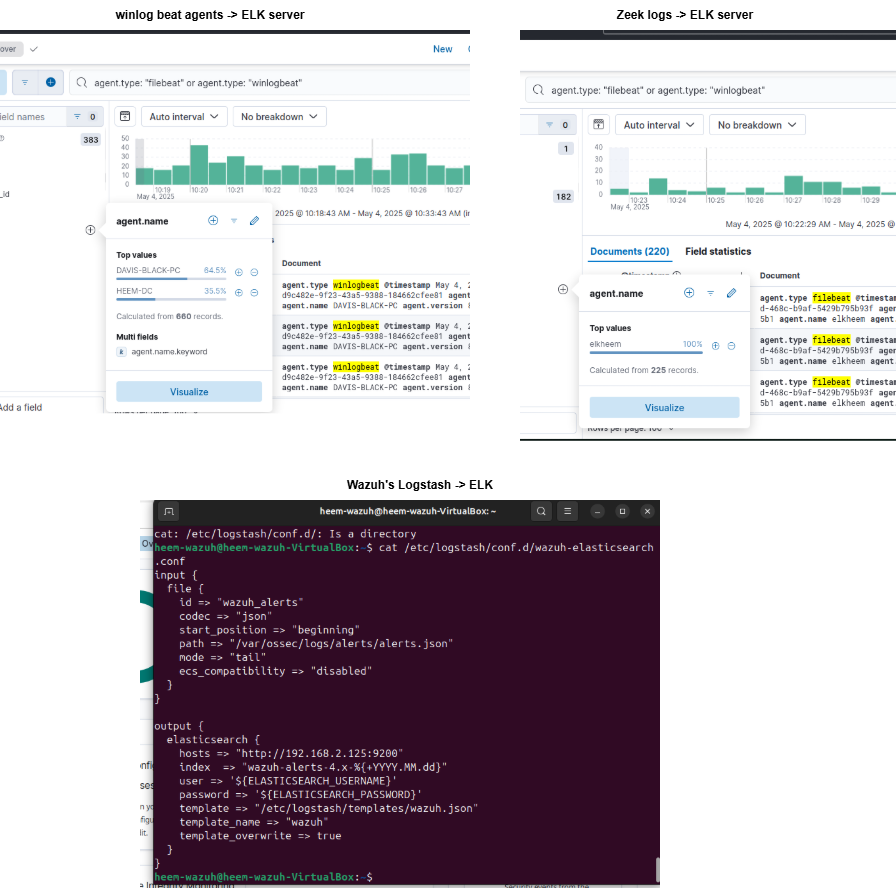 winlog beat agents -> ELK server
over
New
agent.type: "filebeat" or agent.type: "winlogbeat"
field names
0
Auto interval
No breakdown
383
50
40
30
20
10
0
10:19
10:20
10:21
10:22
10:23
10:24
10:25
10:26
10:27
May 4, 2025
_id
2025 @ 10:18:43 AM - May 4, 2025 @ 10:33:43 AM (in
agent.name
Top values
DAVIS-BLACK-PC 64.5%
HEEM-DC 35.5%
Calculated from 660 records.
Multi fields
k agent.name.keyword
Visualize
Add a field
Document
agent.type winlogbeat @timestamp May 4, 2
d9c482e-9f23-43a5-9388-184662cfee81 agent
agent.name DAVIS-BLACK-PC agent.version
agent.type winlogbeat @timestamp May 4, 2
d9c482e-9f23-43a5-9388-184662cfee81 agent
agent.name DAVIS-BLACK-PC agent.version
agent.type winlogbeat @timestamp May 4, 2
d9c482e-9f23-43a5-9388-184662cfee81 agent
agent.name DAVIS-BLACK-PC agent.version
Zeek logs -> ELK server
agent.type: "filebeat" or agent.type: "winlogbeat"
0
Auto interval
No breakdown
1
182
40
30
20
10
0
10:23
10:24
10:25
10:26
10:27
10:28
10:29
May 4, 2025
May 4, 2025 @ 10:22:29 AM - May 4, 2025 @
Documents (220)
Field statistics
@timestamp
Document
agent.name
Top values
elkheem 100%
Calculated from 225 records.
Visualize
Rows per page: 100
agent.type filebeat @timestam
d-468c-b9af-5429b795b93f agen
5b1 agent.name elkheem agent.
agent.type filebeat @timestam
d-468c-b9af-5429b795b93f agen
5b1 agent.name elkheem agent.
agent.type filebeat @timestam
d-468c-b9af-5429b795b93f agen
5b1 agent.name elkheem agent.
Wazuh's Logstash -> ELK
heem-wazuh@heem-wazuh-VirtualBox: ~
cat: /etc/logstash/conf.d/: Is a directory
heem-wazuh@heem-wazuh-VirtualBox:~$ cat /etc/logstash/conf.d/wazuh-elasticsearch
.conf
input {
file {
id => "wazuh_alerts"
codec => "json"
start_position => "beginning"
path => "/var/ossec/logs/alerts/alerts.json"
mode => "tail"
ecs_compatibility => "disabled"
}
}
output {
elasticsearch {
hosts => "http://192.168.2.125:9200"
index => "wazuh-alerts-4.x-%{+YYYY.MM.dd}"
user => '${ELASTICSEARCH_USERNAME}'
password => '${ELASTICSEARCH_PASSWORD}'
template => "/etc/logstash/templates/wazuh.json"
template_name => "wazuh"
template_overwrite => true
}
}
heem-wazuh@heem-wazuh-VirtualBox:~$